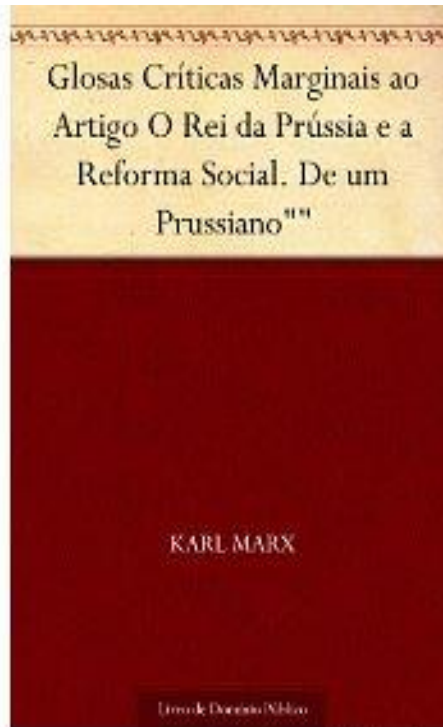 Glosas Críticas Marginais ao
Artigo O Rei da Prússia e a
Reforma Social. De um
Prussiano""
KARL MARX
Livro de Domínio Público